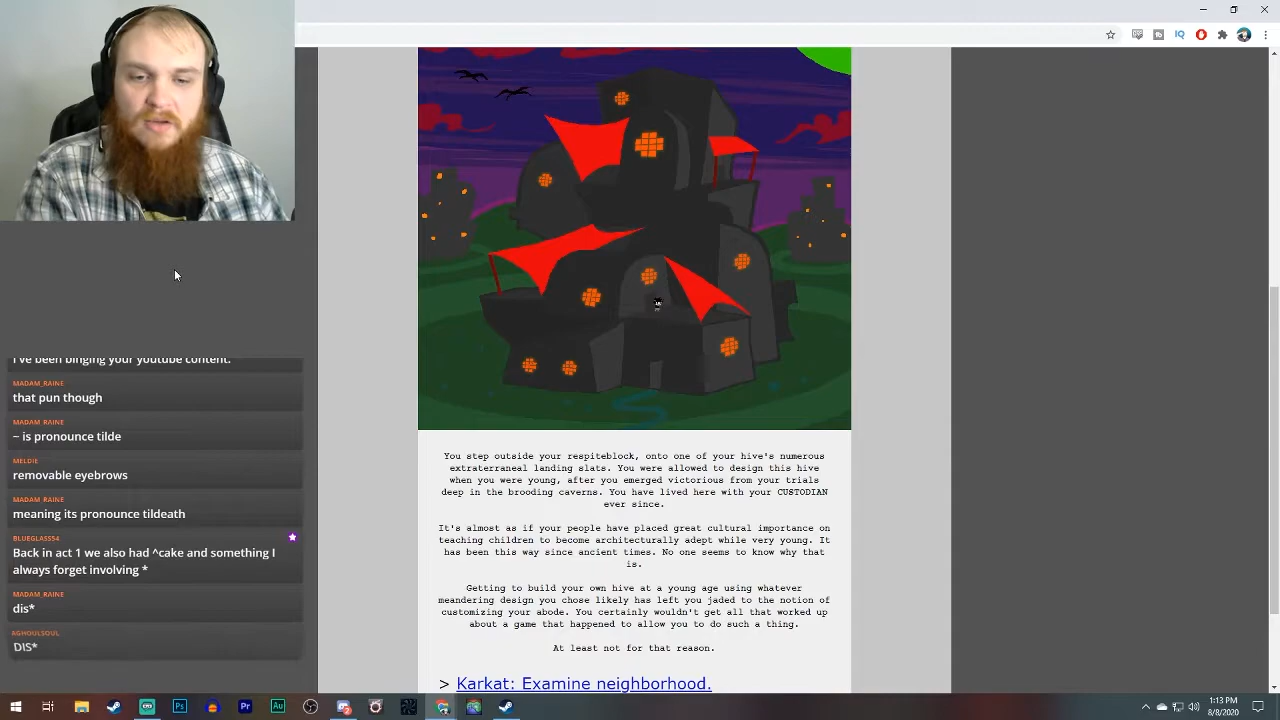 I've been binging your youtube content.
MADAM_RAINE
that pun though
MADAM_RAINE
~ is pronounce tilde
MELDIE
removable eyebrows
MADAM_RAINE
meaning its pronounce tildeath
BLUEGLASS54
Back in act 1 we also had ^cake and something I
always forget involving *
MADAM_RAINE
dis*
AGHOULSOUL
DIS*
You step outside your respiteblock, onto one of your hive's numerous
extraterraneal landing slats. You were allowed to design this hive
when you were young, after you emerged victorious from your trials
deep in the brooding caverns. You have lived here with your CUSTODIAN
ever since.
It's almost as if your people have placed great cultural importance on
teaching children to become architecturally adept while very young. It
has been this way since ancient times. No one seems to know why that
is.
Getting to build your own hive at a young age using whatever
meandering design you chose likely has left you jaded to the notion of
customizing your abode. You certainly wouldn't get all that worked up
about a game that happened to allow you to do such a thing.
At least not for that reason.
> Karkat: Examine neighborhood.
IQ
Ps
Pr
Au
1:13 PM
8/8/2020